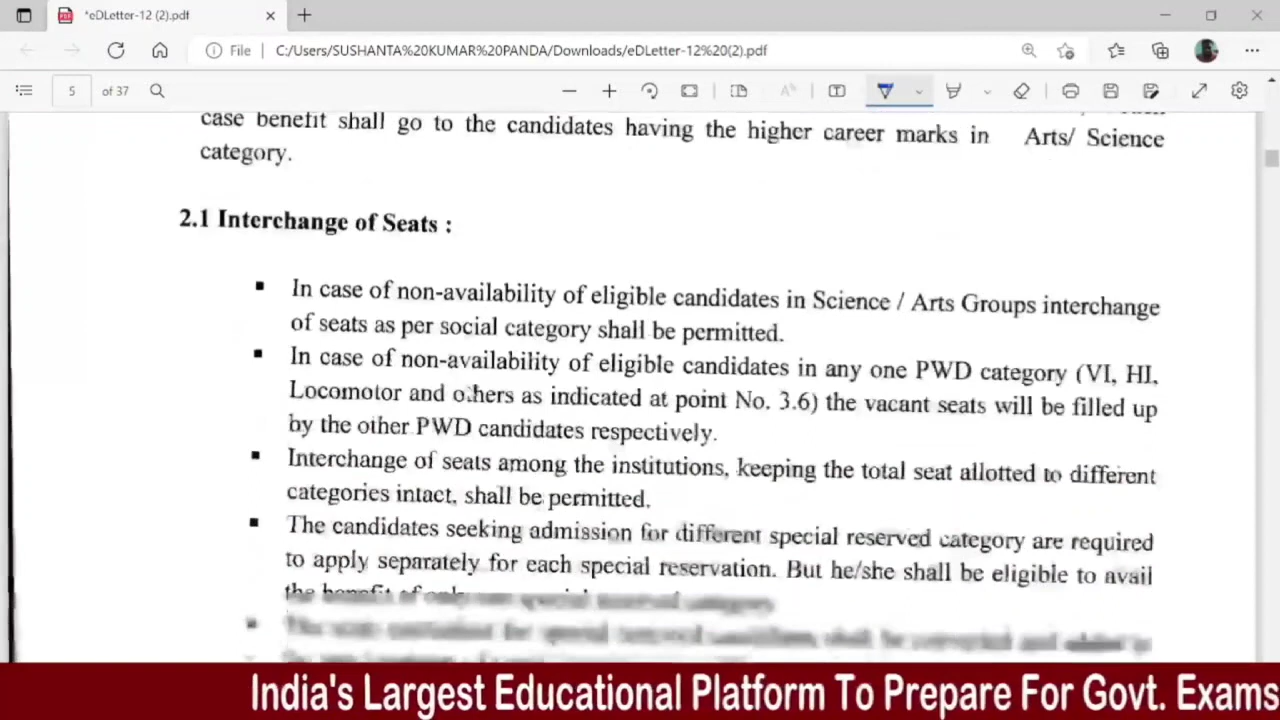 *eDLetter-12 (2).pdf
File | C:/Users/SUSHANTA%20KUMAR%20PANDA/Downloads/eDLetter-12%20(2).pdf
5 of 37
case benefit shall go to the candidates having the higher career marks in Arts/ Science
category.
2.1 Interchange of Seats :
▪ In case of non-availability of eligible candidates in Science / Arts Groups interchange
of seats as per social category shall be permitted.
▪ In case of non-availability of eligible candidates in any one PWD category (VI, HI,
Locomotor and others as indicated at point No. 3.6) the vacant seats will be filled up
by the other PWD candidates respectively.
▪ Interchange of seats among the institutions, keeping the total seat allotted to different
categories intact, shall be permitted.
▪ The candidates seeking admission for different special reserved category are required
to apply separately for each special reservation. But he/she shall be eligible to avail
the benefit of only one special reserved category
India's Largest Educational Platform To Prepare For Govt. Exams